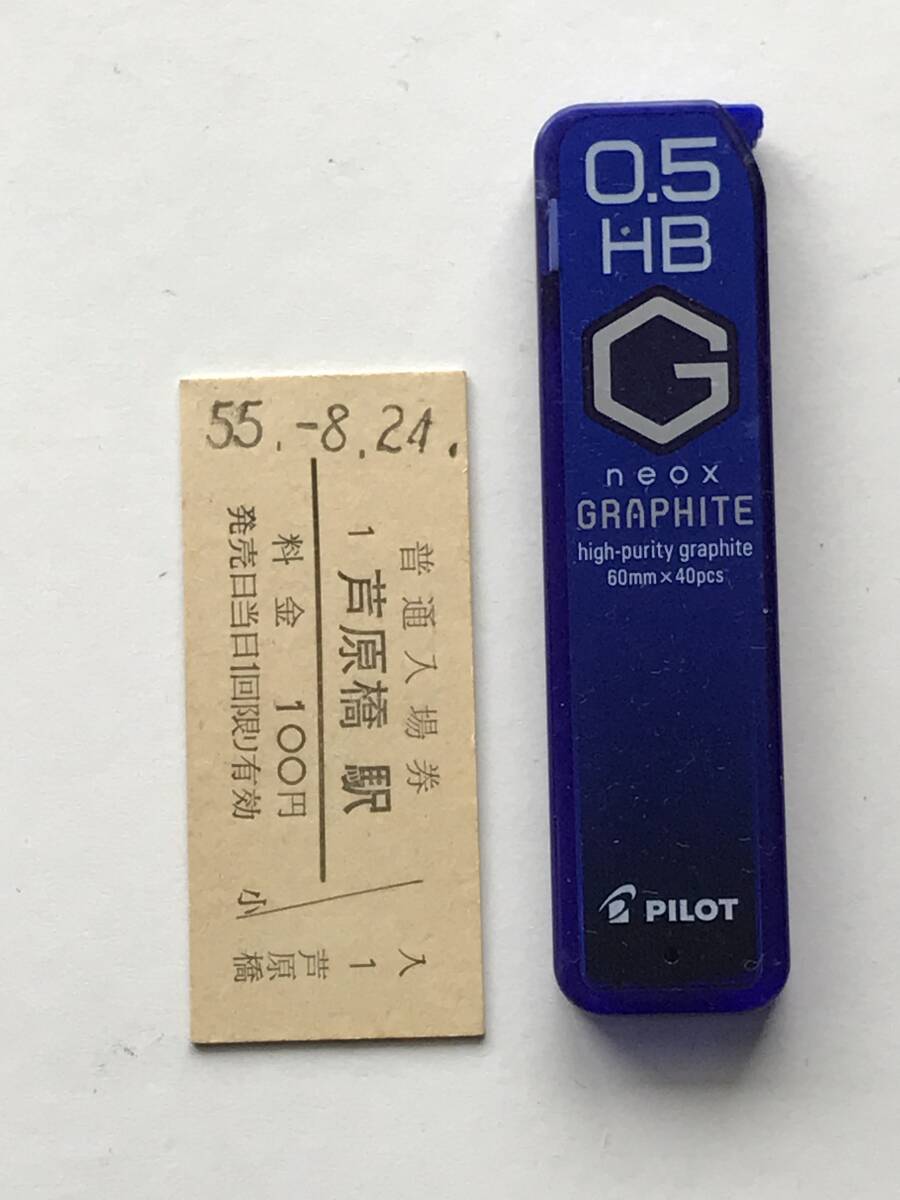 55.-8.24.
普通入場券
1 芦原橋駅
料金 100円
発売日当日1回限り有効
小
入
1
芦原橋
0.5
HB
G
neox
GRAPHITE
high-purity graphite
60mm×40pcs
PILOT